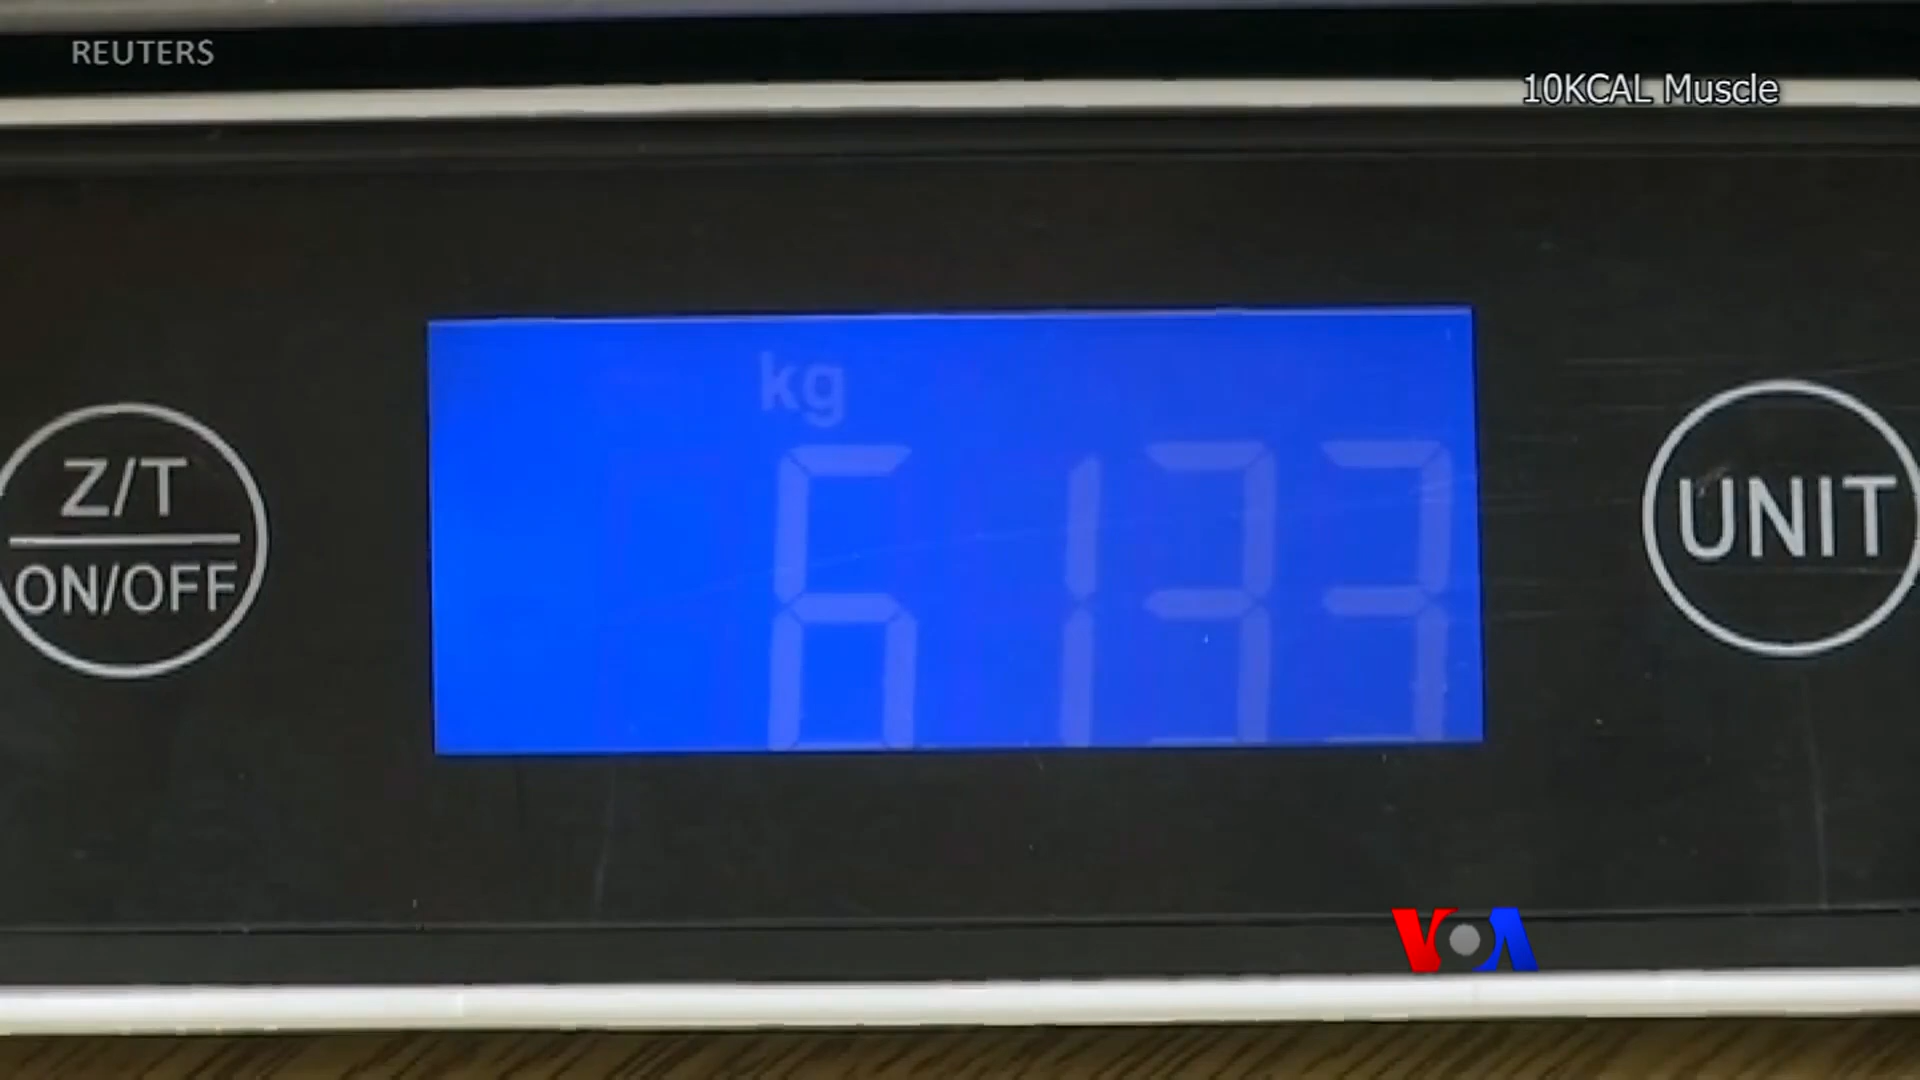 REUTERS
10KCAL Muscle
kg
6133
Z/T
ON/OFF
UNIT
VOA